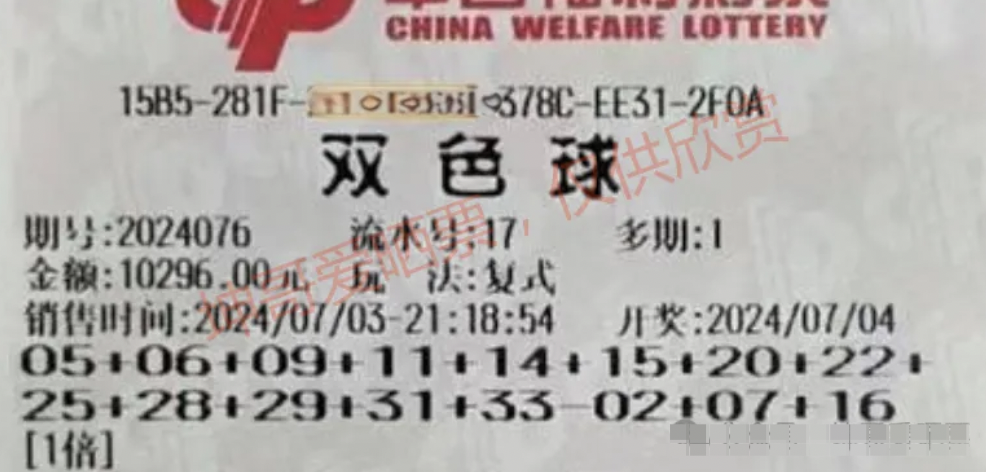 CHINA WELFARE LOTTERY
15B5-281F-
378C-EE31-2F0A
双色球
期号:2024076 流水号:17 多期:1
金额:10296.00元 玩 法:复式
销售时间:2024/07/03-21:18:54 开奖:2024/07/04
05+06+09+11+14+15+20+22+
25+28+29+31+33-02+07+16
[1倍]
哥爱晒票，仅供欣赏